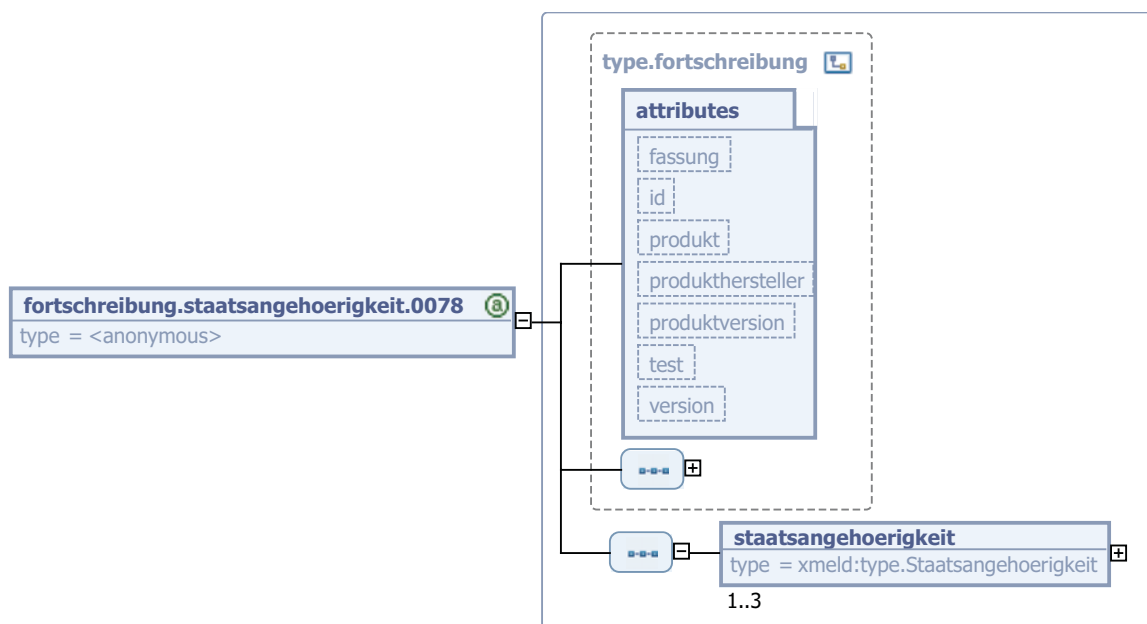 type.fortschreibung
attributes
fassung
id
produkt
produkthersteller
produktversion
test
version
fortschreibung.staatsangehoerigkeit.0078 @
type = <anonymous>
staatsangehoerigkeit
type = xmeld:type.Staatsangehoerigkeit
1..3